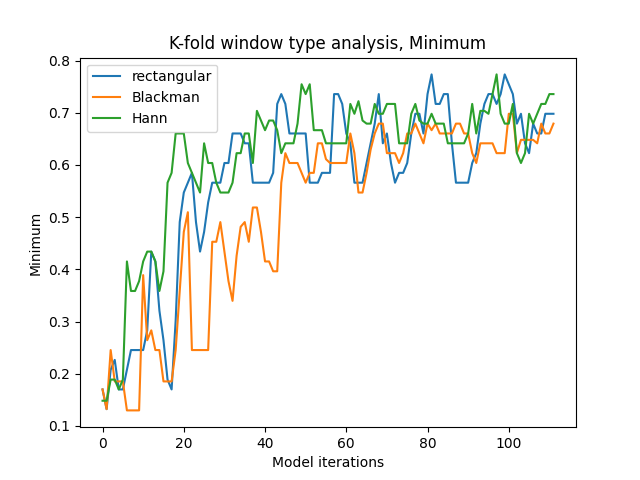 K-fold window type analysis, Minimum
rectangular
Blackman
Hann
Minimum
0.8
0.7
0.6
0.5
0.4
0.3
0.2
0.1
0 20 40 60 80 100
Model iterations